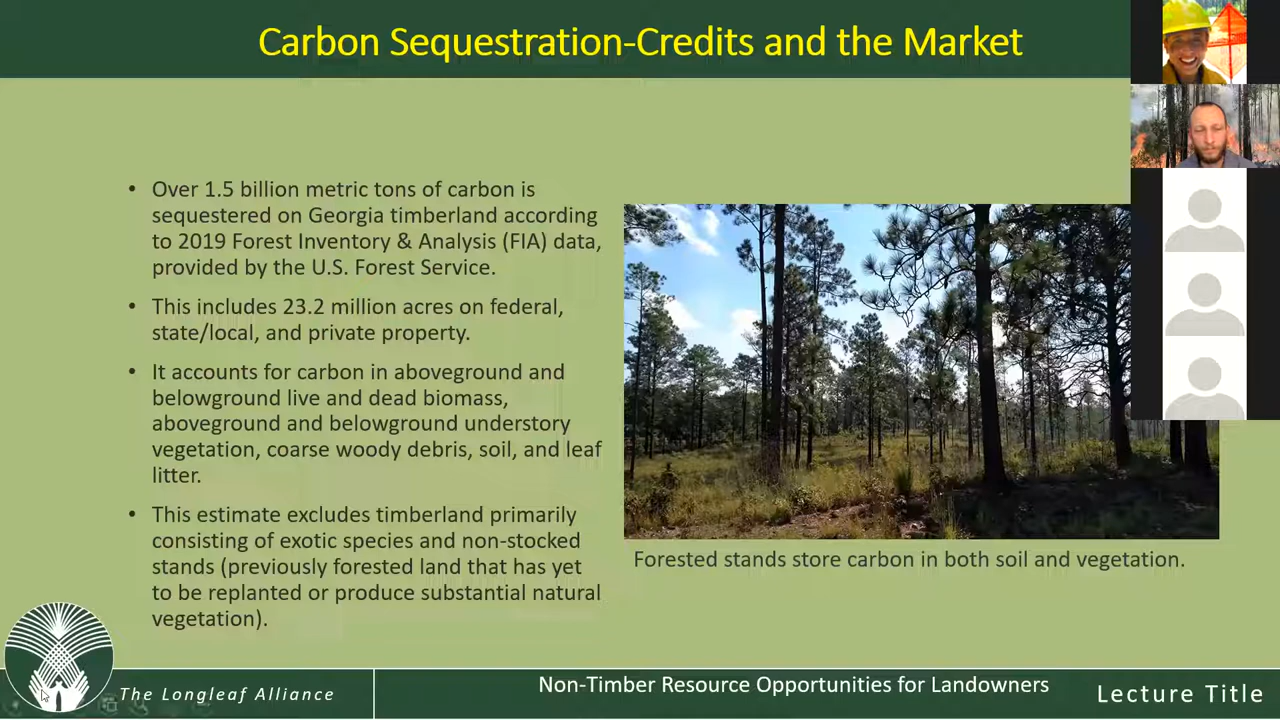 Carbon Sequestration-Credits and the Market
• Over 1.5 billion metric tons of carbon is
sequestered on Georgia timberland according
to 2019 Forest Inventory & Analysis (FIA) data,
provided by the U.S. Forest Service.
• This includes 23.2 million acres on federal,
state/local, and private property.
• It accounts for carbon in aboveground and
belowground live and dead biomass,
aboveground and belowground understory
vegetation, coarse woody debris, soil, and leaf
litter.
• This estimate excludes timberland primarily
consisting of exotic species and non-stocked
stands (previously forested land that has yet
to be replanted or produce substantial natural
vegetation).
Forested stands store carbon in both soil and vegetation.
The Longleaf Alliance
Non-Timber Resource Opportunities for Landowners
Lecture Title